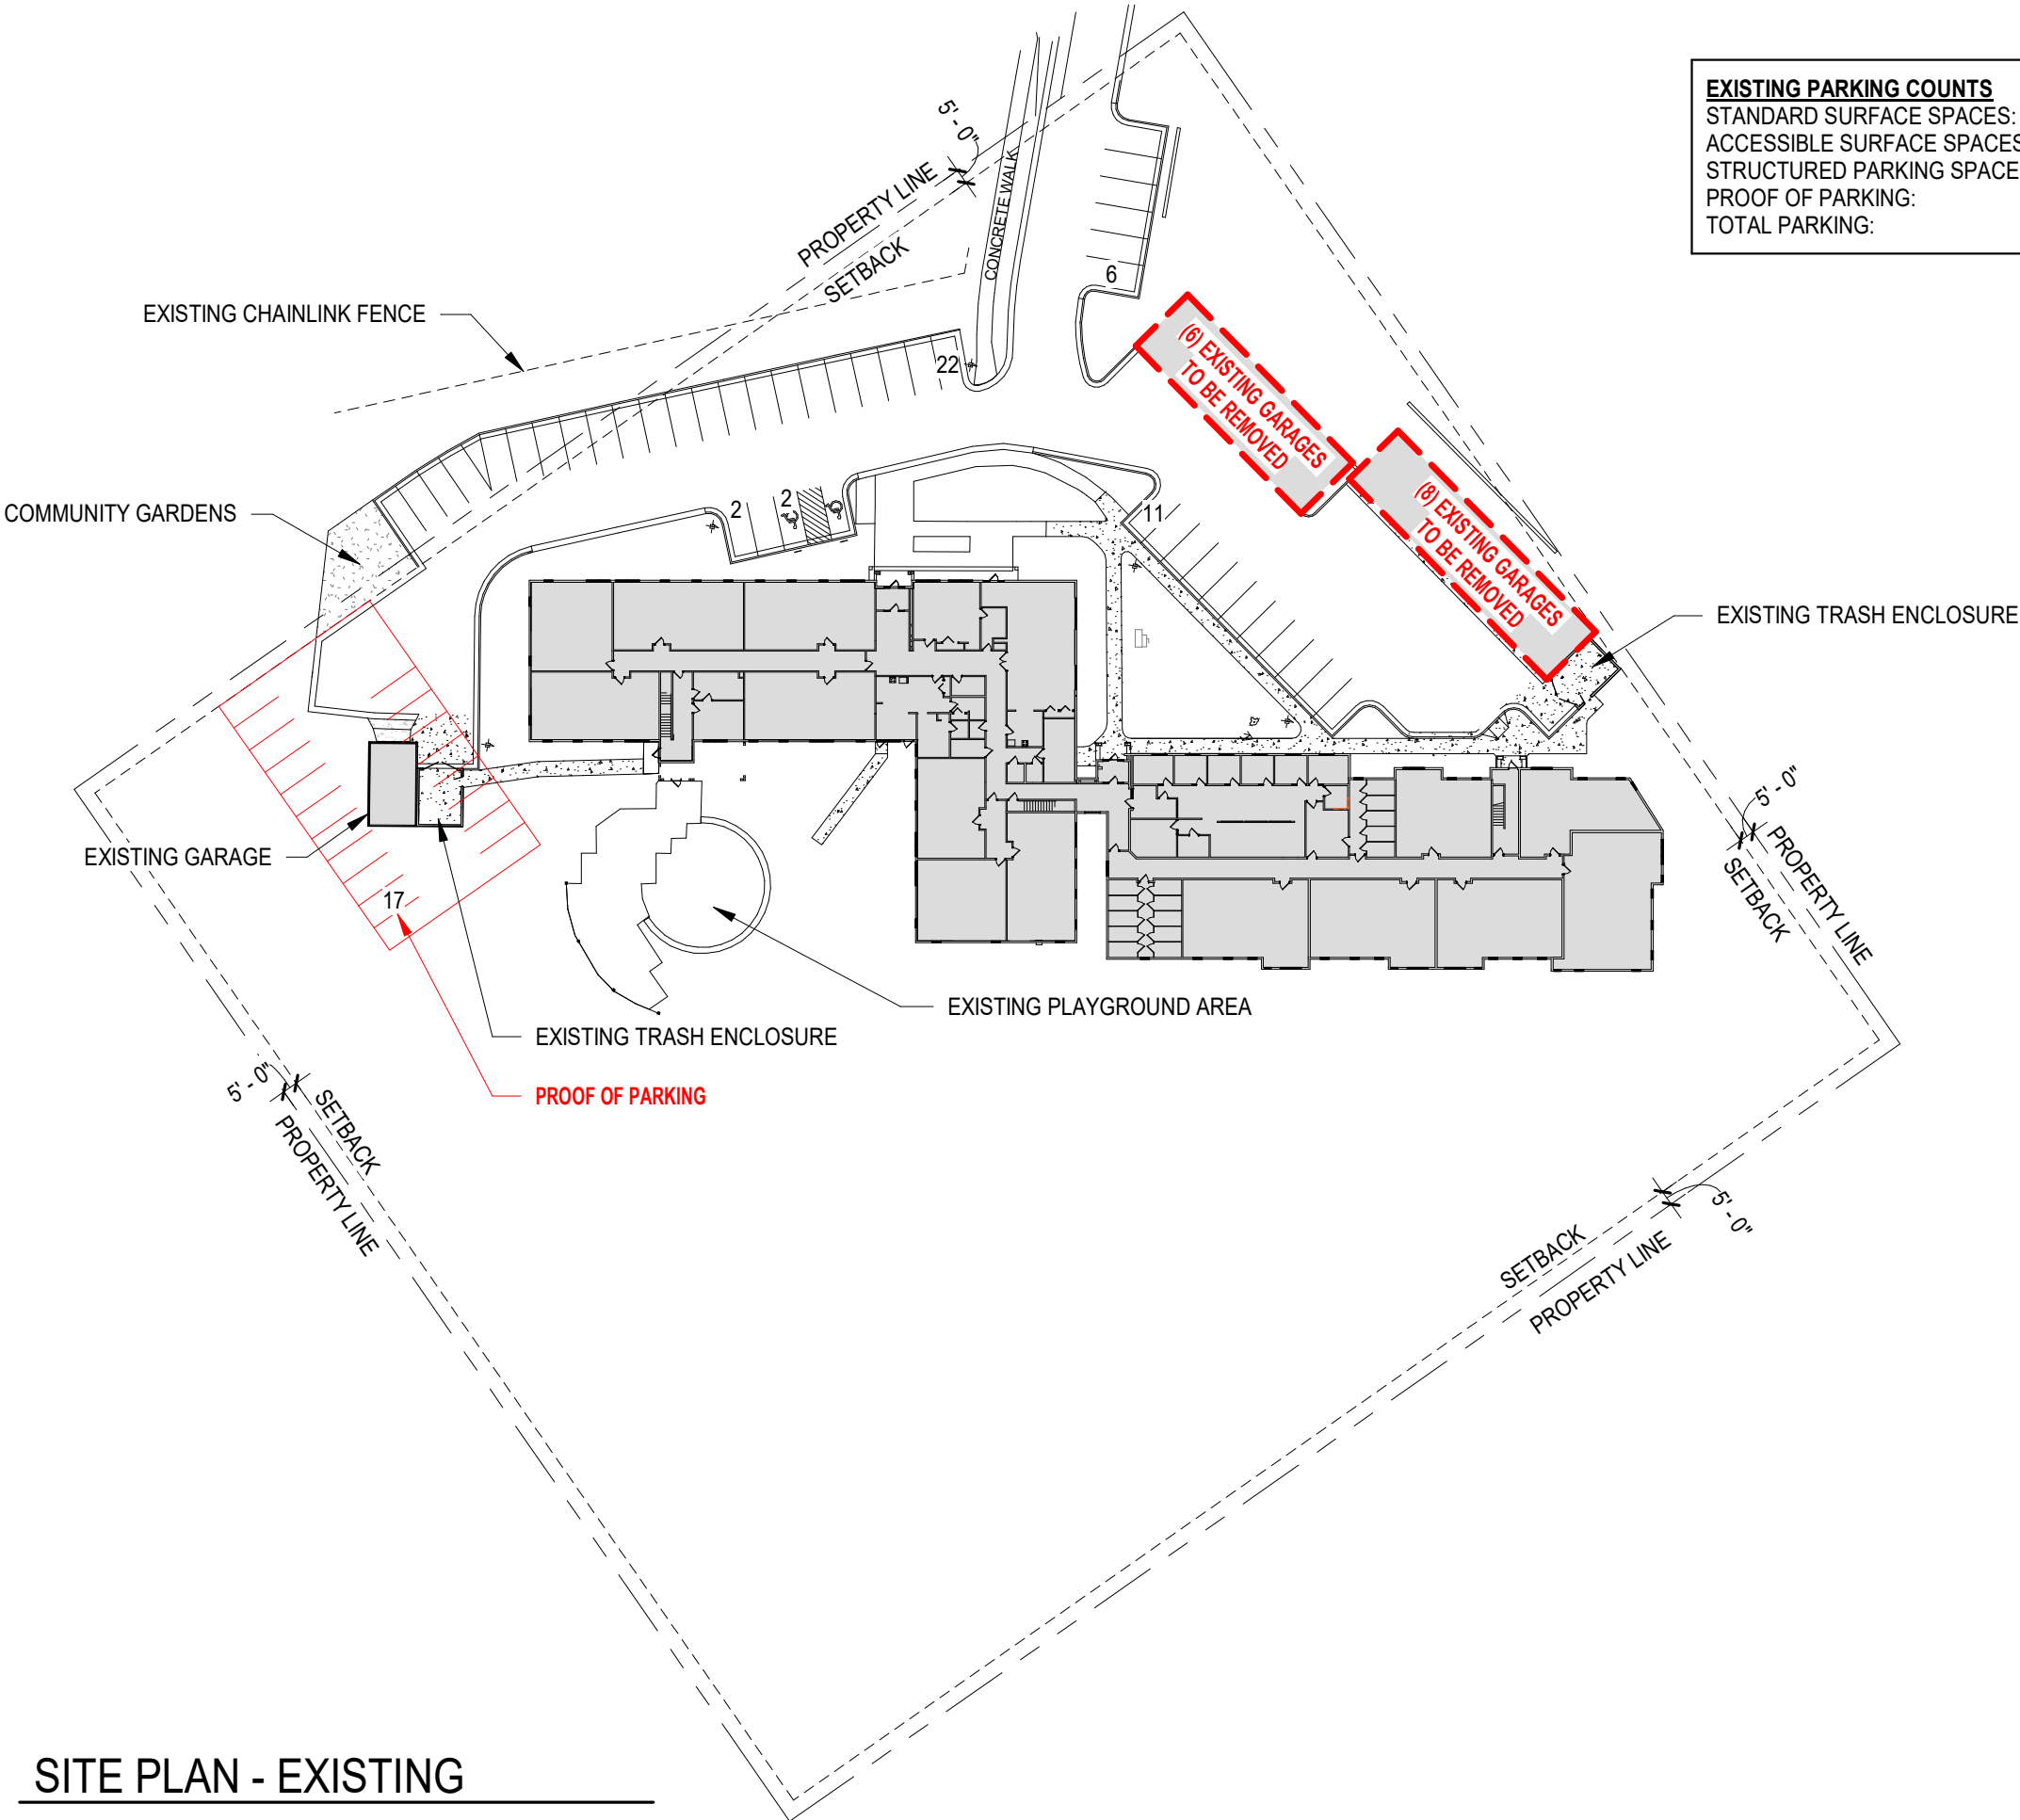 EXISTING PARKING COUNTS
STANDARD SURFACE SPACES:
ACCESSIBLE SURFACE SPACES
STRUCTURED PARKING SPACE
PROOF OF PARKING:
TOTAL PARKING:
5' - 0"
PROPERTY LINE
SETBACK
CONCRETE WALK
6
EXISTING CHAINLINK FENCE
22
(6) EXISTING GARAGES
TO BE REMOVED
COMMUNITY GARDENS
2
2
11
(8) EXISTING GARAGES
TO BE REMOVED
EXISTING TRASH ENCLOSURE
5' - 0"
PROPERTY LINE
SETBACK
EXISTING GARAGE
17
EXISTING PLAYGROUND AREA
EXISTING TRASH ENCLOSURE
PROOF OF PARKING
5' - 0"
SETBACK
PROPERTY LINE
5' - 0"
SETBACK
PROPERTY LINE
SITE PLAN - EXISTING